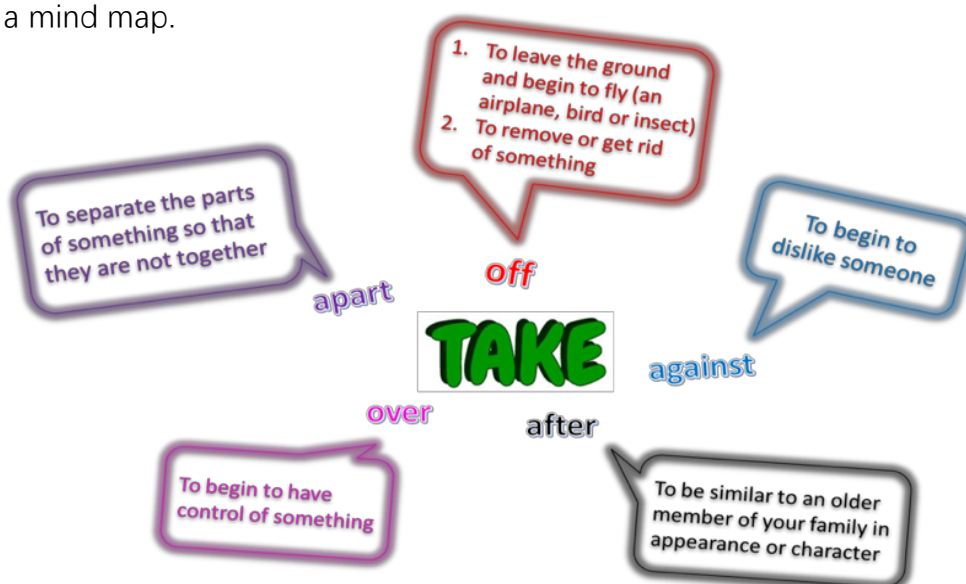 a mind map.
1. To leave the ground
and begin to fly (an
airplane, bird or insect)
2. To remove or get rid
of something
off
To separate the parts
of something so that
they are not together
apart
To begin to
dislike someone
against
TAKE
over
To begin to have
control of something
after
To be similar to an older
member of your family in
appearance or character